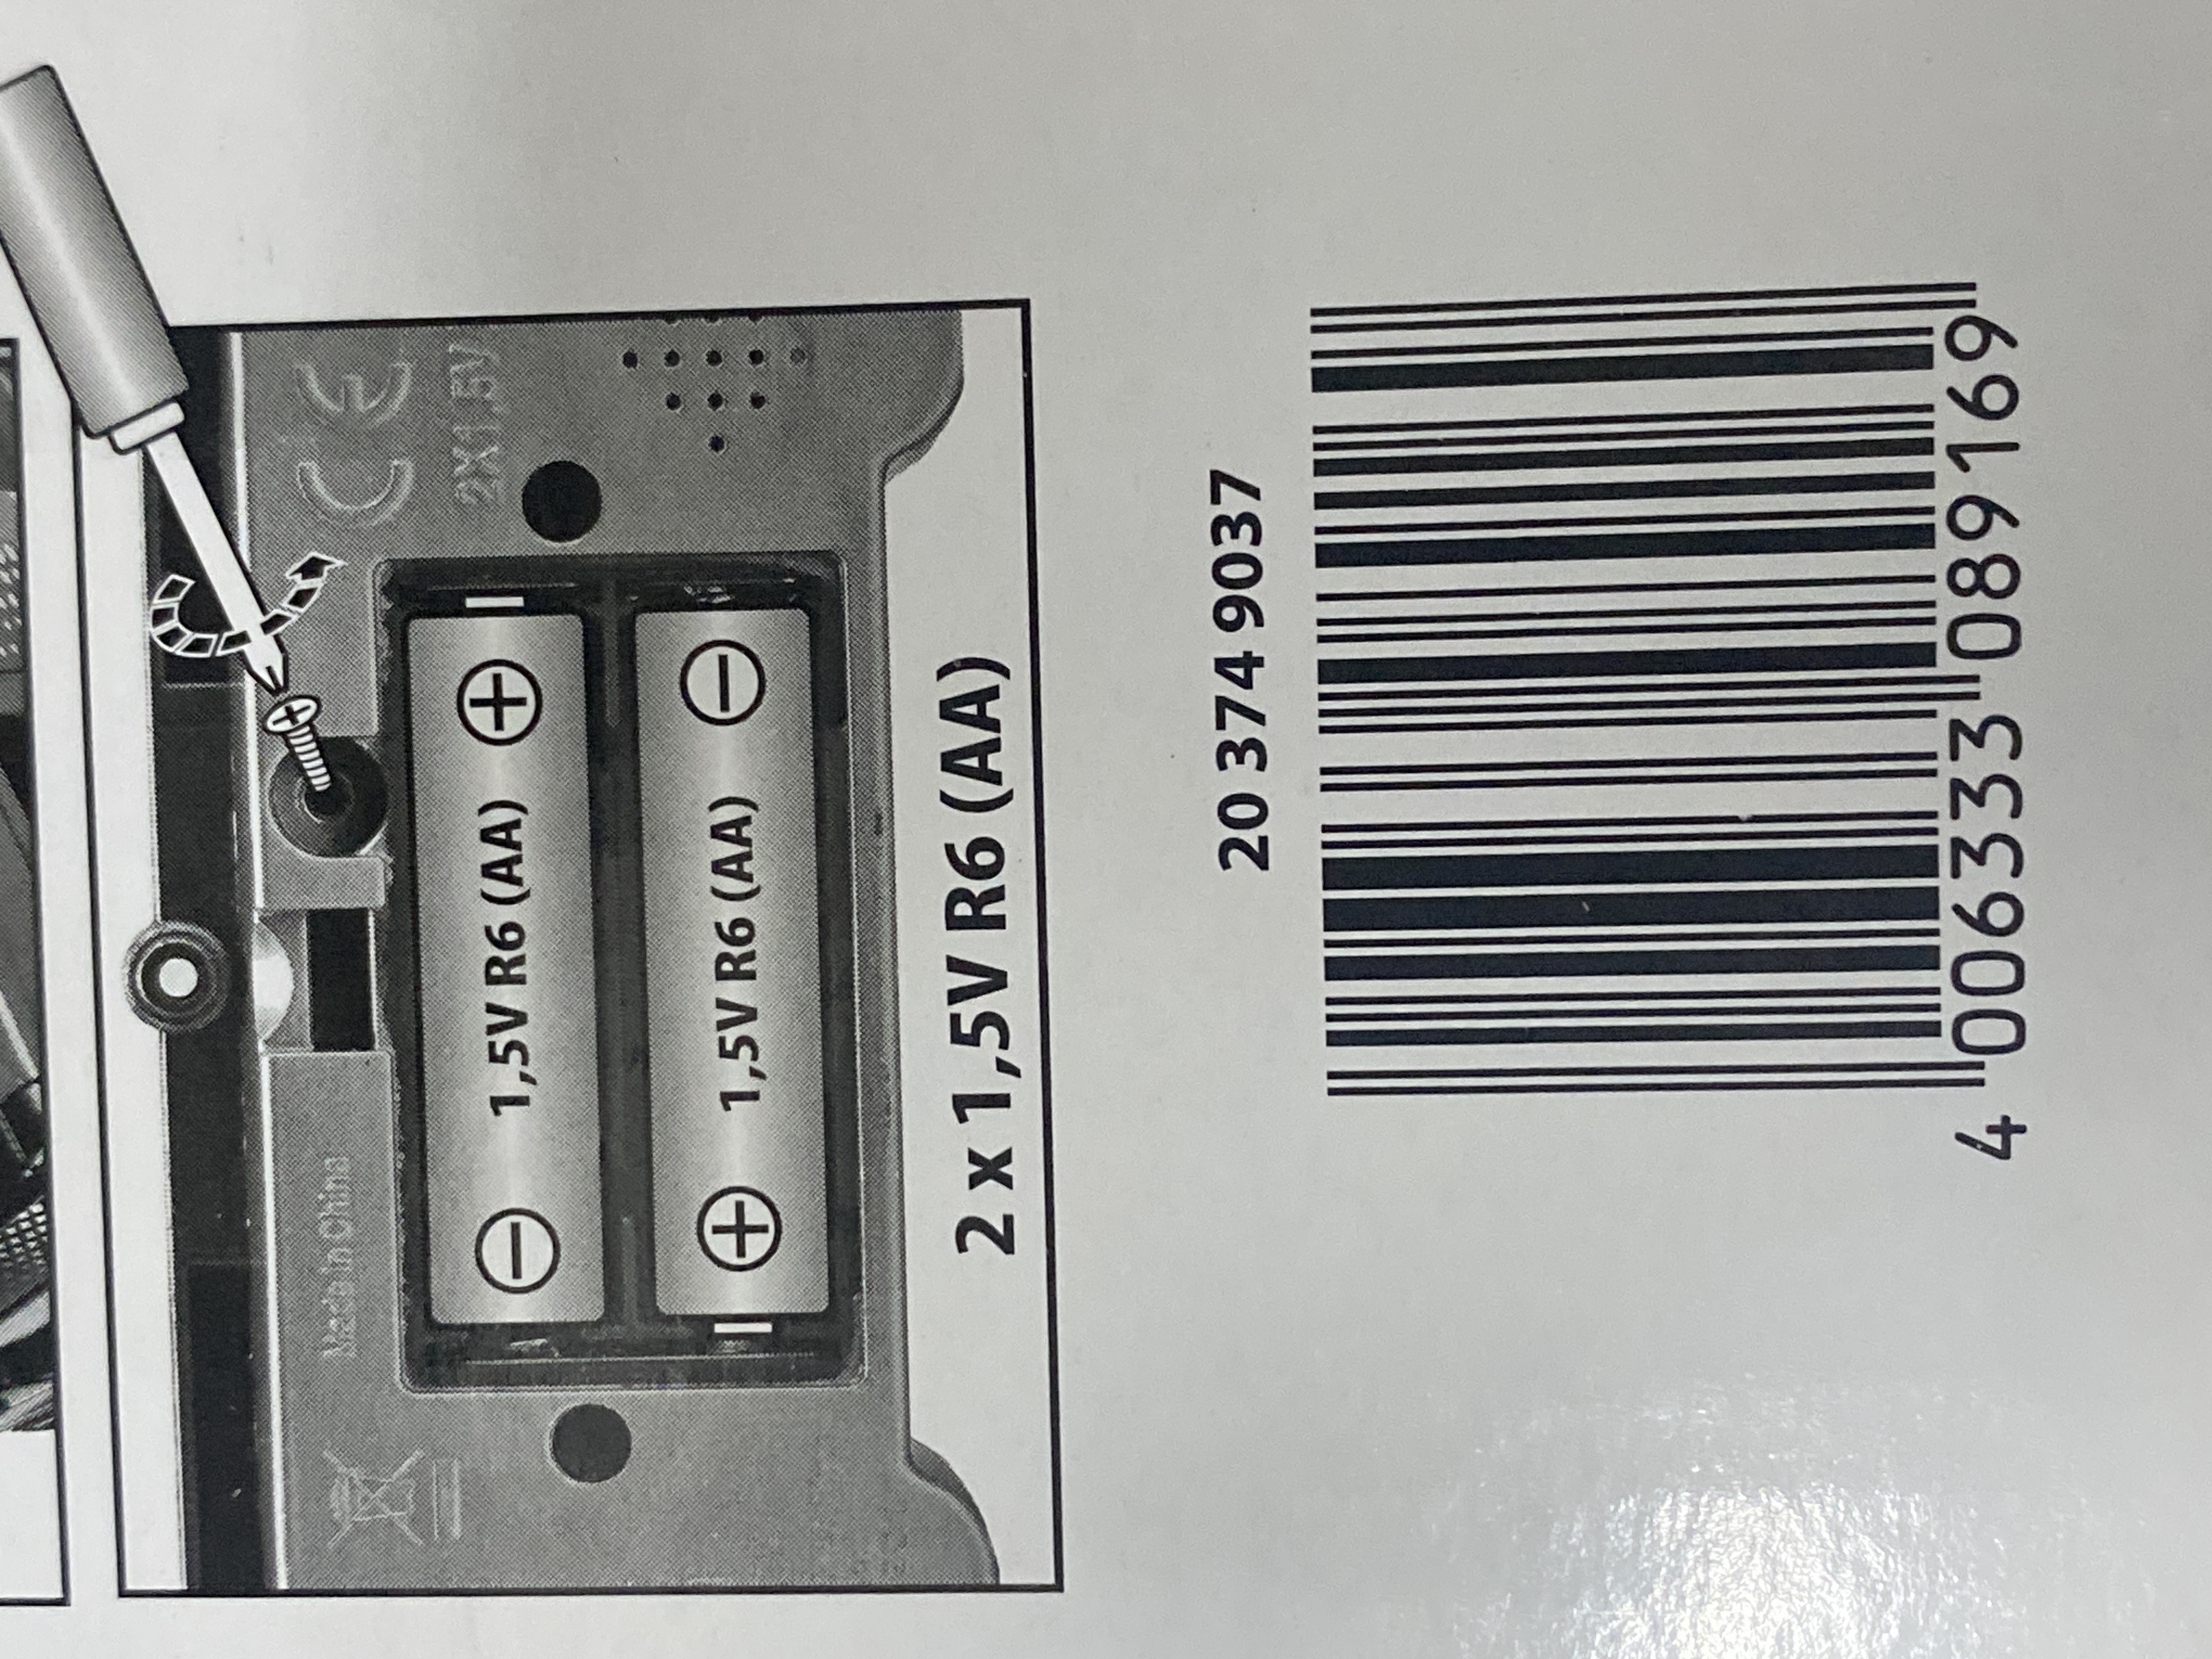 Made in China
CE
2X1,5V
1,5V R6 (AA)
1,5V R6 (AA)
2 x 1,5V R6 (AA)
20 374 9037
4 006333 089169